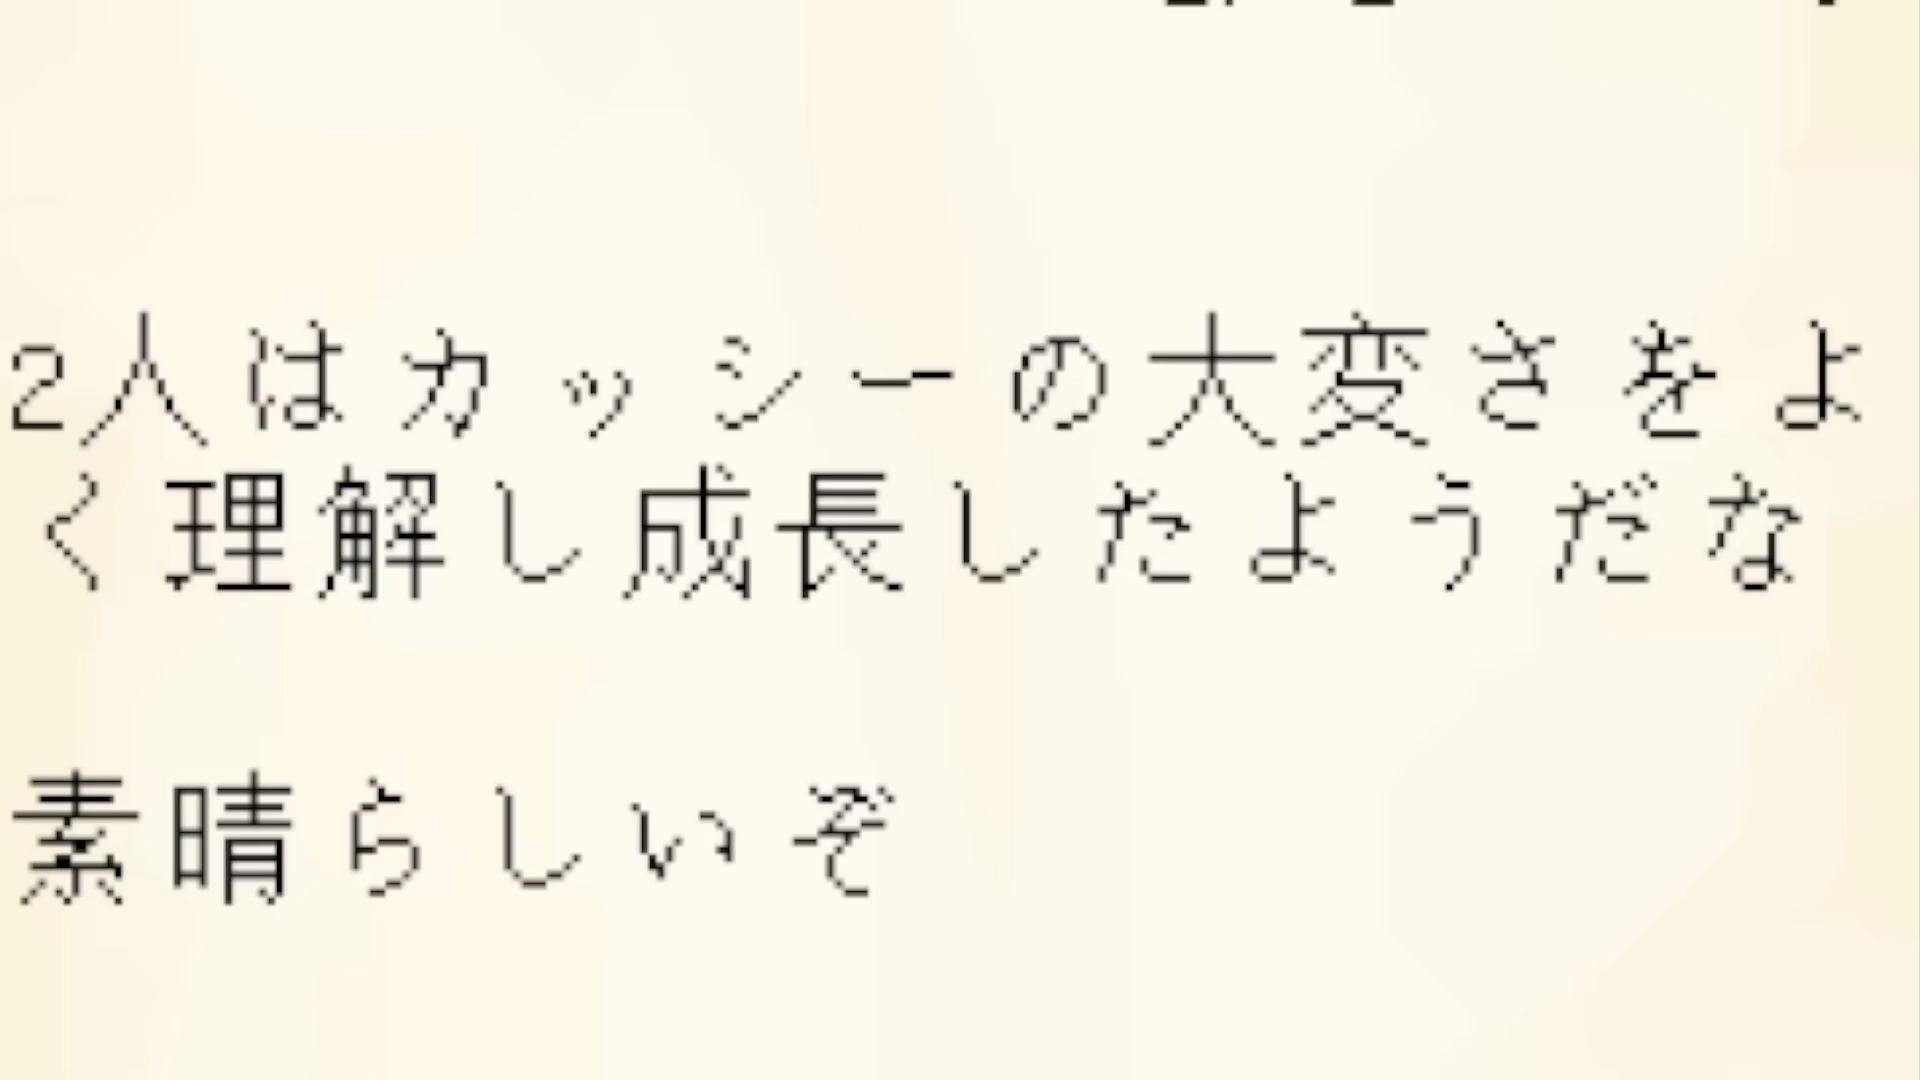 2人はカッシーの大変さをよ
く理解し成長したようだな
素晴らしいぞ